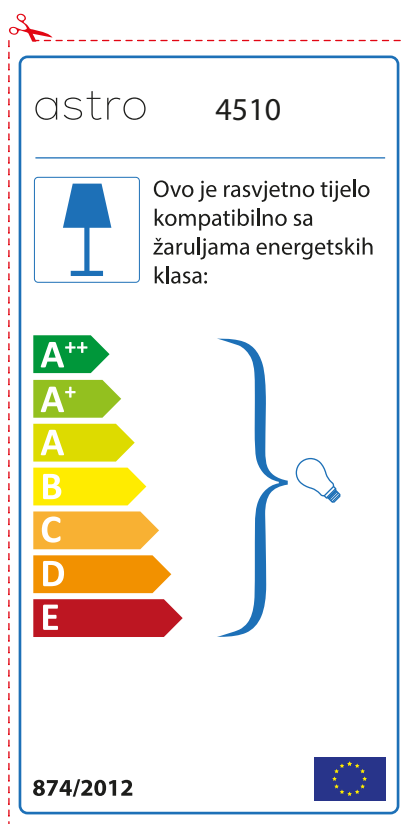 astro 4510
Ovo je rasvjetno tijelo
kompatibilno sa
žaruljama energetskih
klasa:
A++
A+
A
B
C
D
E
874/2012